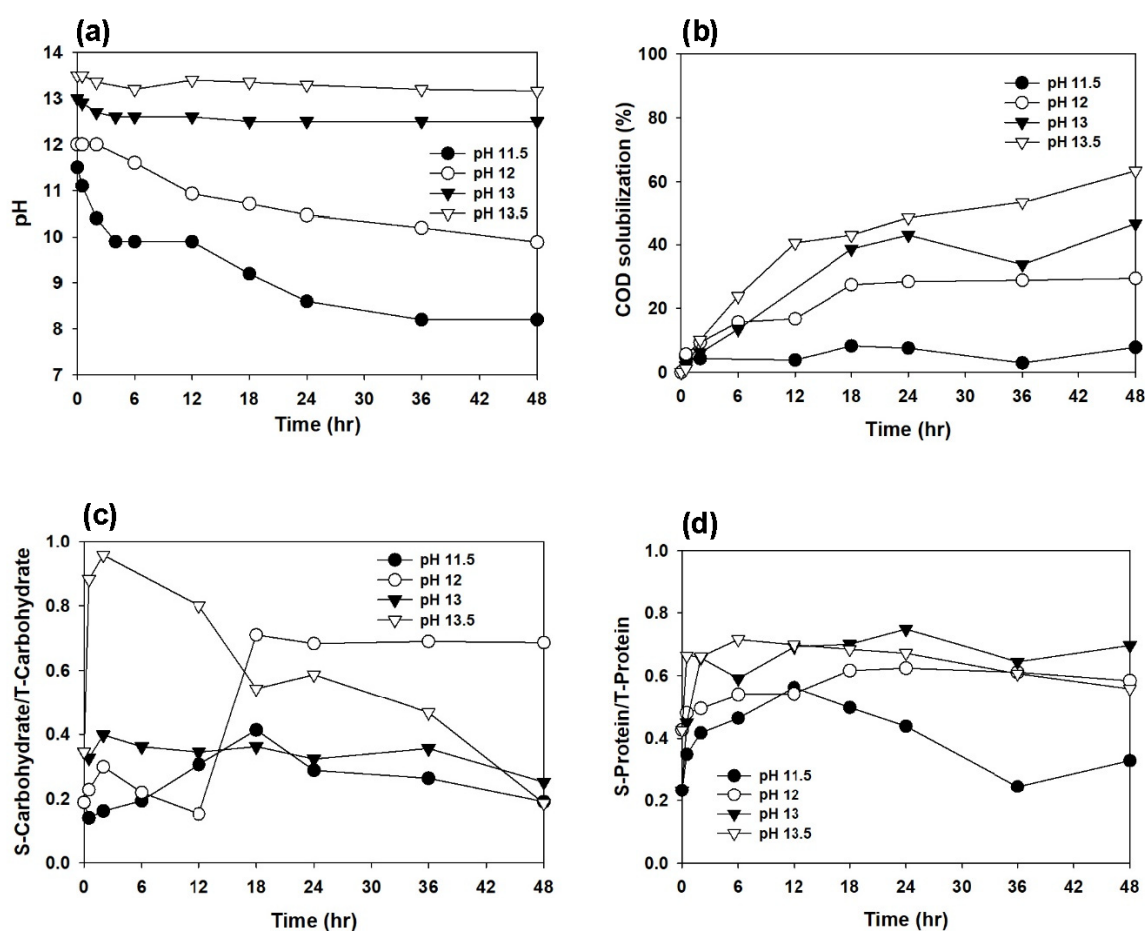 (a)
14
13
12
11
10
9
8
7
pH
0 6 12 18 24 30 36 42 48
Time (hr)
pH 11.5
pH 12
pH 13
pH 13.5
(b)
100
80
60
40
20
0
COD solubilization (%)
0 6 12 18 24 30 36 42 48
Time (hr)
pH 11.5
pH 12
pH 13
pH 13.5
(c)
1.0
0.8
0.6
0.4
0.2
0.0
S-Carbohydrate/T-Carbohydrate
0 6 12 18 24 30 36 42 48
Time (hr)
pH 11.5
pH 12
pH 13
pH 13.5
(d)
1.0
0.8
0.6
0.4
0.2
0.0
S-Protein/T-Protein
0 6 12 18 24 30 36 42 48
Time (hr)
pH 11.5
pH 12
pH 13
pH 13.5